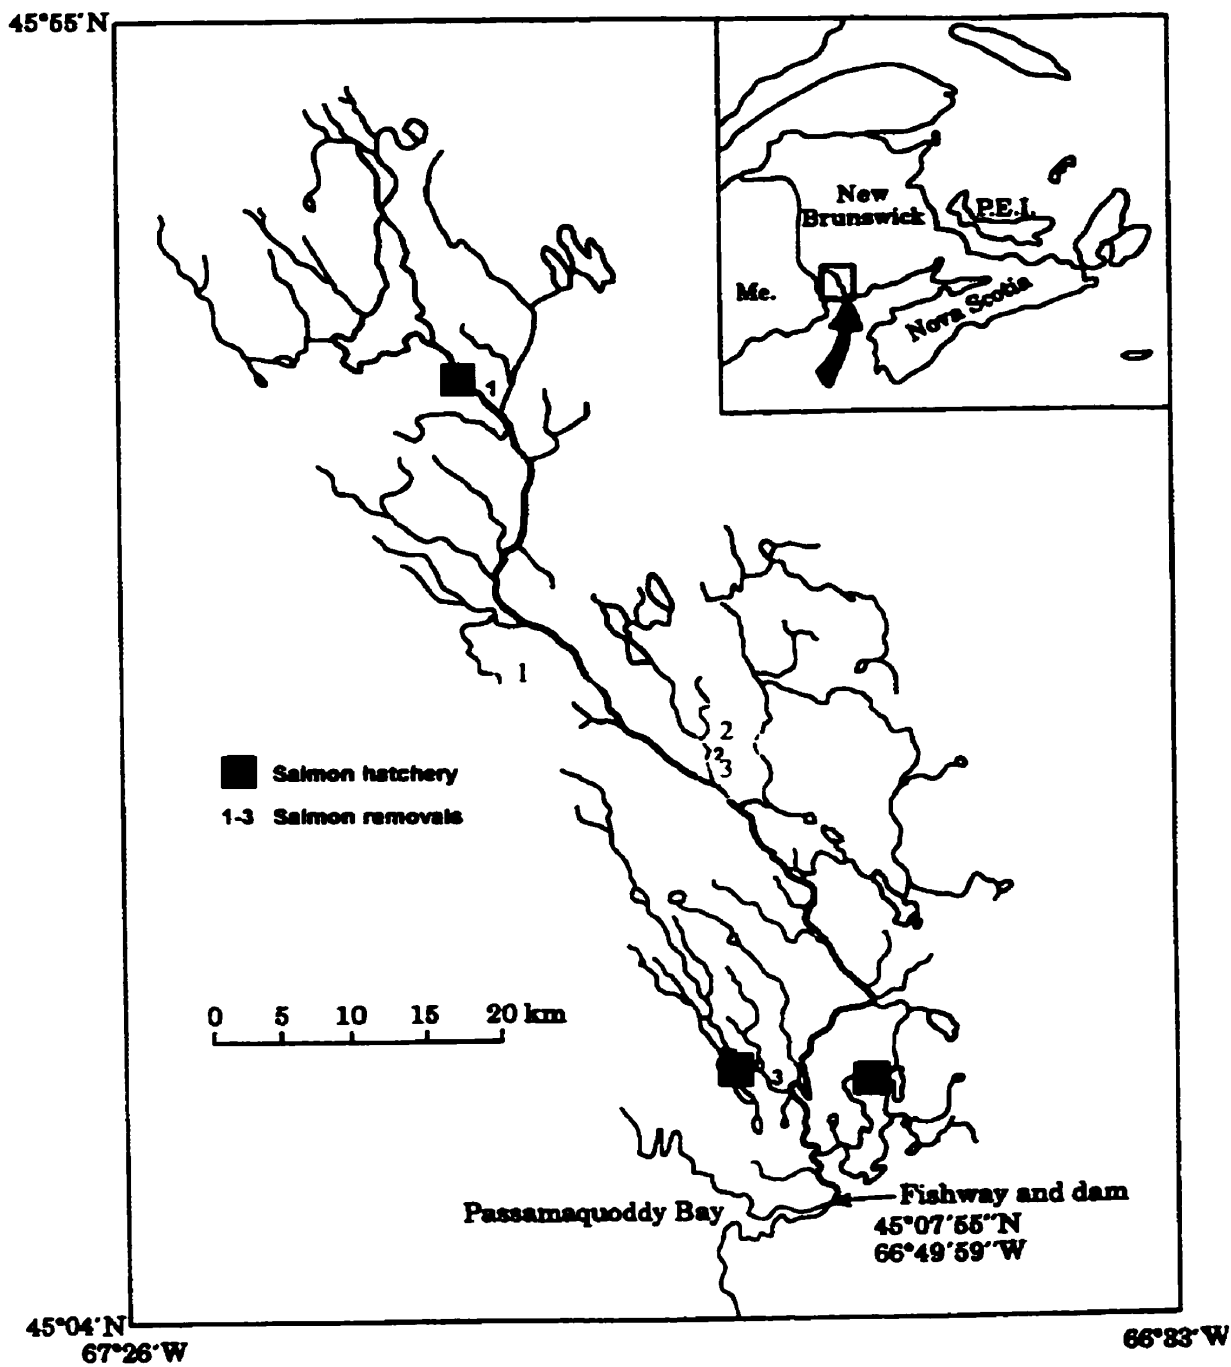 45°55′N
New
Brunswick
P.E.I.
Me.
Nova Scotia
1
1
2
2
3
Salmon hatchery
1-3 Salmon removals
0 5 10 15 20 km
3
Passamaquoddy Bay
Fishway and dam
45°07′55″N
66°49′59″W
45°04′N
67°26′W
66°33′W